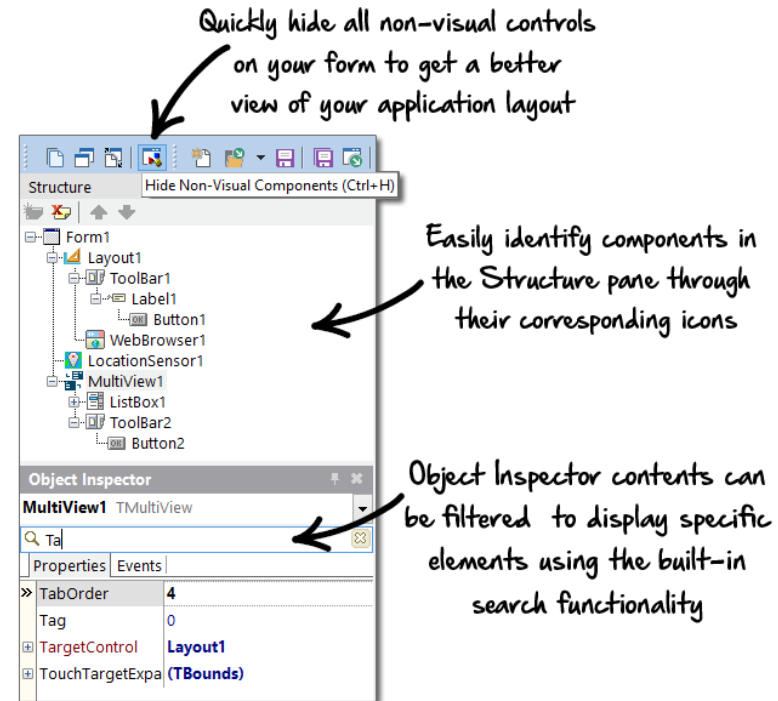 Quickly hide all non-visual controls
on your form to get a better
view of your application layout
Structure
Hide Non-Visual Components (Ctrl+H)
Form1
Layout1
ToolBar1
Label1
OK Button1
WebBrowser1
LocationSensor1
MultiView1
ListBox1
ToolBar2
OK Button2
Easily identify components in
the Structure pane through
their corresponding icons
Object Inspector
MultiView1 TMultiView
Ta
Properties Events
TabOrder 4
Tag 0
TargetControl Layout1
TouchTargetExpa (TBounds)
Object Inspector contents can
be filtered to display specific
elements using the built-in
search functionality